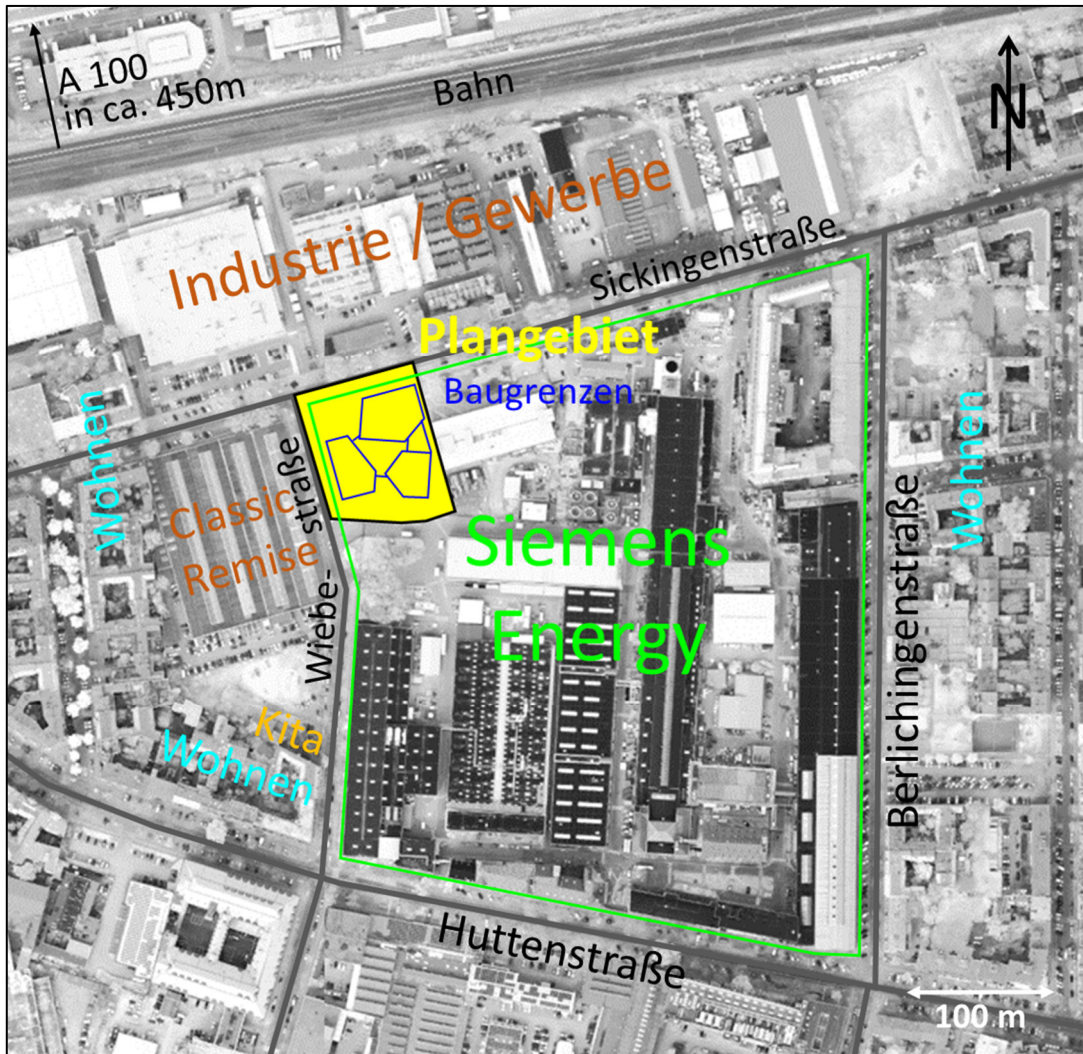 A 100
in ca. 450m
Bahn
N
Industrie / Gewerbe
Sickingenstraße
Plangebiet
Baugrenzen
Wohnen
Classic
Remise
Wiebe-
straße
Siemens
Energy
Berlichingenstraße
Wohnen
Kita
Wohnen
Huttenstraße
100 m